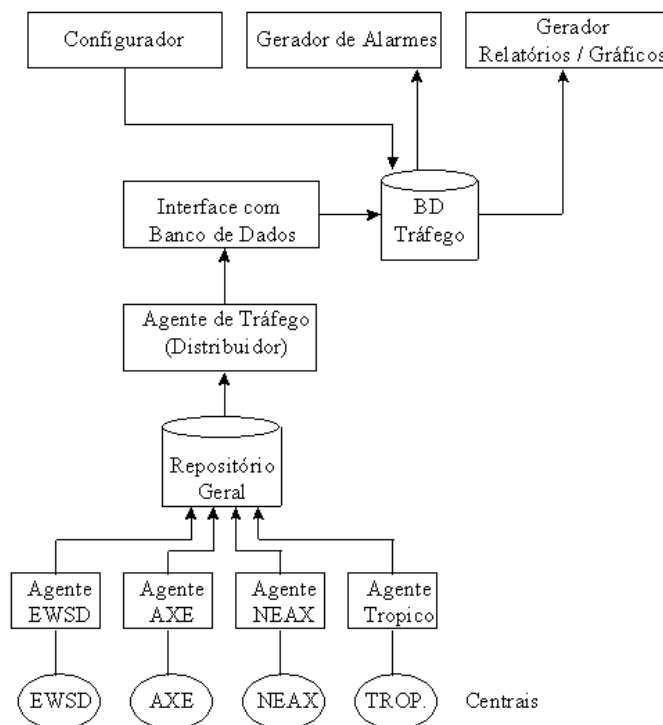 Configurador
Gerador de Alarmes
Gerador
Relatórios / Gráficos
Interface com
Banco de Dados
BD
Tráfego
Agente de Tráfego
(Distribuidor)
Repositório
Geral
Agente
EWSD
Agente
AXE
Agente
NEAX
Agente
Tropico
EWSD
AXE
NEAX
TROP.
Centrais